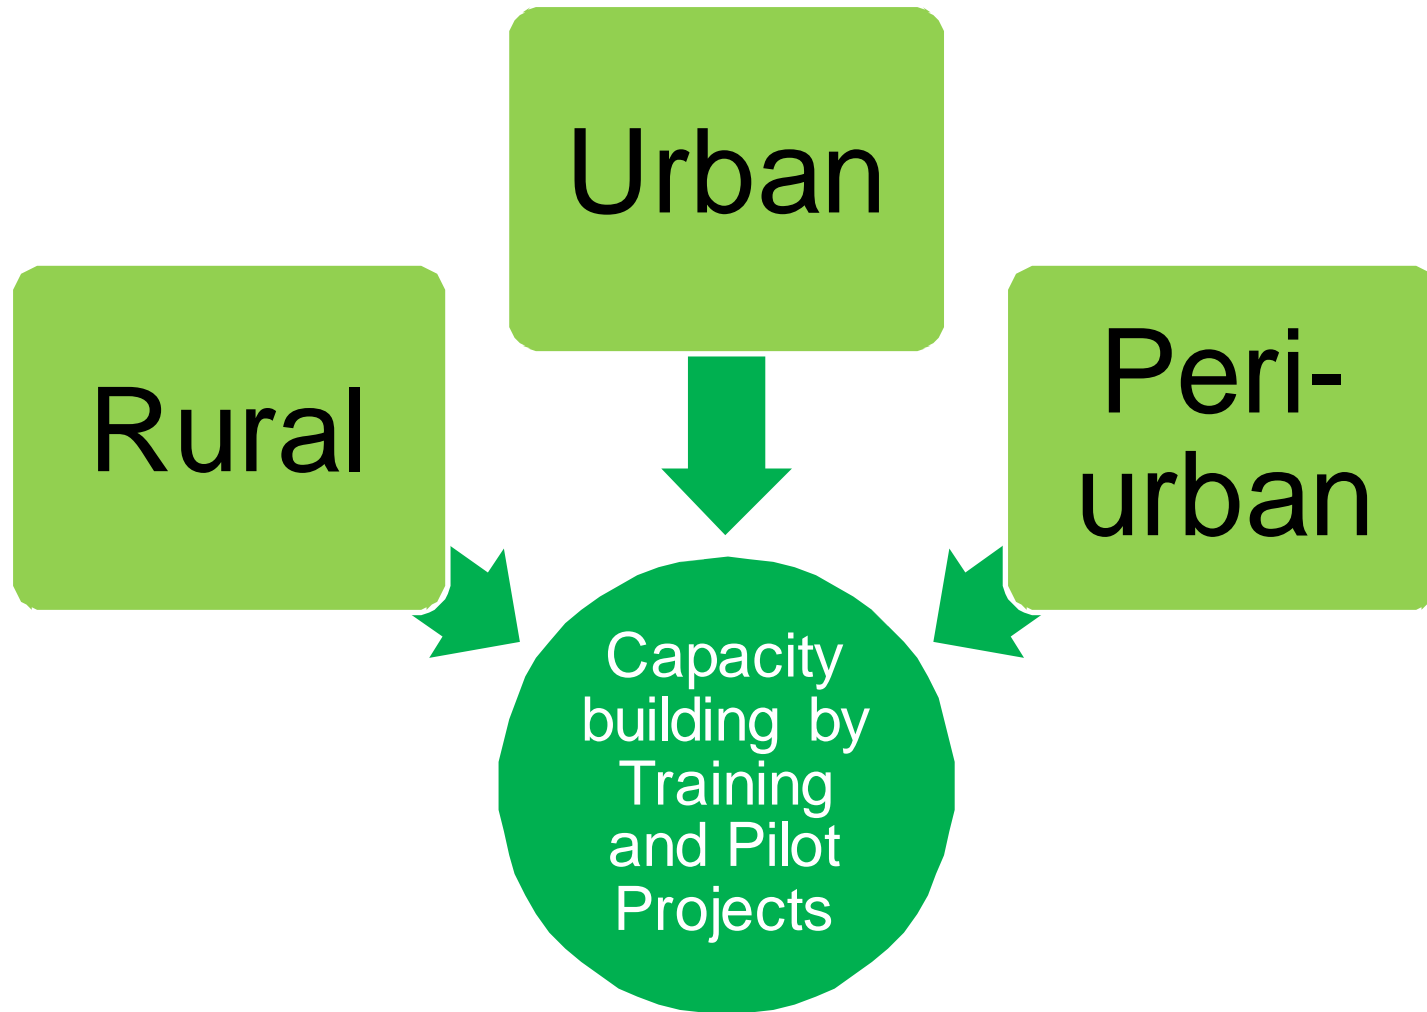 Urban
Rural
Peri-
urban
Capacity
building by
Training
and Pilot
Projects